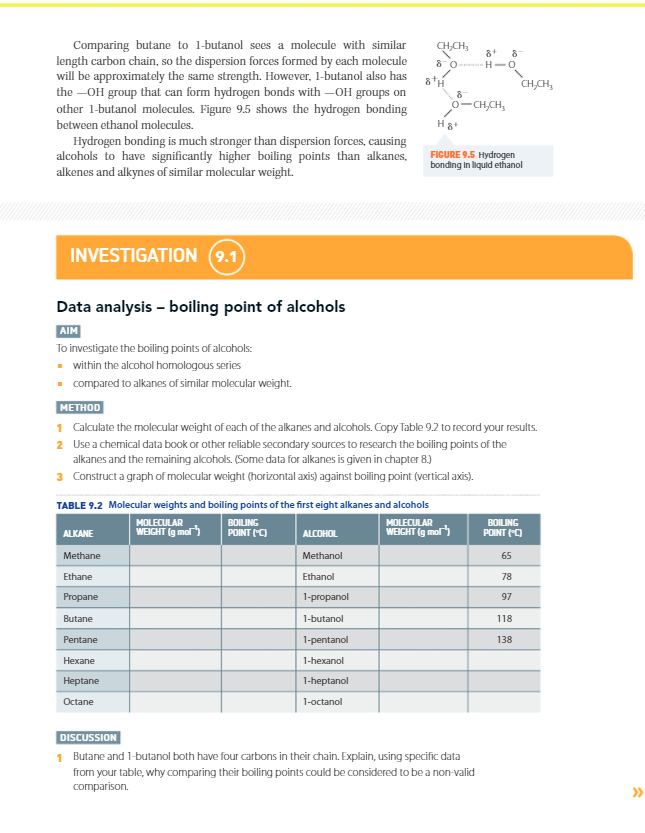 Comparing butane to 1-butanol sees a molecule with similar
length carbon chain, so the dispersion forces formed by each molecule
will be approximately the same strength. However, 1-butanol also has
the —OH group that can form hydrogen bonds with —OH groups on
other 1-butanol molecules. Figure 9.5 shows the hydrogen bonding
between ethanol molecules.
Hydrogen bonding is much stronger than dispersion forces, causing
alcohols to have significantly higher boiling points than alkanes,
alkenes and alkynes of similar molecular weight.
CH₂CH₃ δ+ δ−
δ− O H—O
δ+ H CH₂CH₃
δ−
O—CH₂CH₃
H δ+
FIGURE 9.5 Hydrogen
bonding in liquid ethanol
INVESTIGATION 9.1
Data analysis – boiling point of alcohols
AIM
To investigate the boiling points of alcohols:
▪ within the alcohol homologous series
▪ compared to alkanes of similar molecular weight.
METHOD
1 Calculate the molecular weight of each of the alkanes and alcohols. Copy Table 9.2 to record your results.
2 Use a chemical data book or other reliable secondary sources to research the boiling points of the
alkanes and the remaining alcohols. (Some data for alkanes is given in chapter 8.)
3 Construct a graph of molecular weight (horizontal axis) against boiling point (vertical axis).
TABLE 9.2 Molecular weights and boiling points of the first eight alkanes and alcohols
ALKANE MOLECULAR WEIGHT (g mol⁻¹) BOILING POINT (°C) ALCOHOL MOLECULAR WEIGHT (g mol⁻¹) BOILING POINT (°C)
Methane Methanol 65
Ethane Ethanol 78
Propane 1-propanol 97
Butane 1-butanol 118
Pentane 1-pentanol 138
Hexane 1-hexanol
Heptane 1-heptanol
Octane 1-octanol
DISCUSSION
1 Butane and 1-butanol both have four carbons in their chain. Explain, using specific data
from your table, why comparing their boiling points could be considered to be a non-valid
comparison.
»